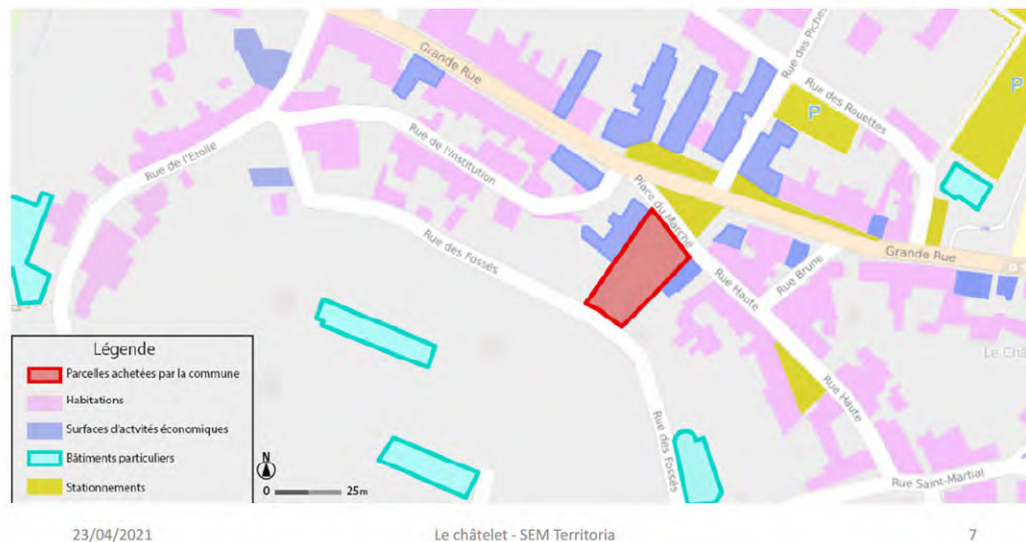 Grande Rue
Rue des Piches
Rue des Rouettes
P
P
Rue de l'Etoile
Rue de l'Institution
Place du Marché
Rue des Fossés
Rue Haute
Rue Brune
Grande Rue
D
Le Châ
Rue Haute
Rue des Fossés
Rue Saint-Martial
Légende
Parcelles achetées par la commune
Habitations
Surfaces d'actvités économiques
Bâtiments particuliers
Stationnements
N
0 25m
23/04/2021 Le châtelet - SEM Territoria 7